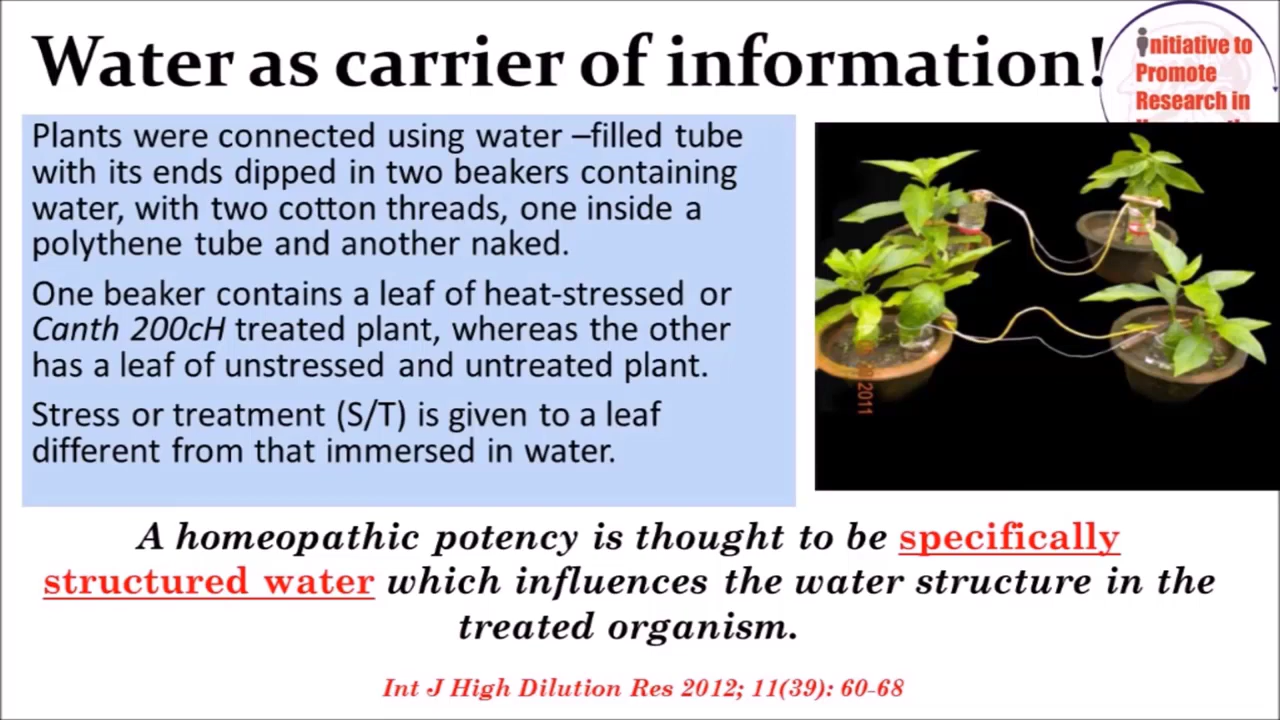 Water as carrier of information!
initiative to
Promote
Research in
Plants were connected using water –filled tube
with its ends dipped in two beakers containing
water, with two cotton threads, one inside a
polythene tube and another naked.
One beaker contains a leaf of heat-stressed or
Canth 200cH treated plant, whereas the other
has a leaf of unstressed and untreated plant.
Stress or treatment (S/T) is given to a leaf
different from that immersed in water.
2011
A homeopathic potency is thought to be specifically
structured water which influences the water structure in the
treated organism.
Int J High Dilution Res 2012; 11(39): 60-68